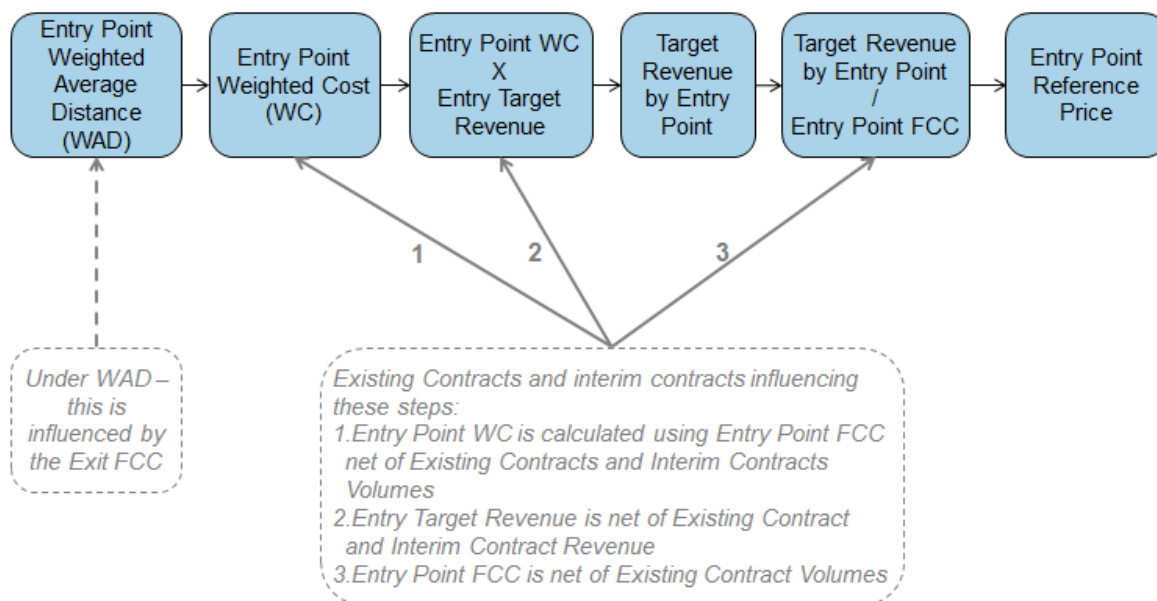 Entry Point
Weighted
Average
Distance
(WAD)
Entry Point
Weighted Cost
(WC)
Entry Point WC
X
Entry Target
Revenue
Target
Revenue
by Entry
Point
Target Revenue
by Entry Point
/
Entry Point FCC
Entry Point
Reference
Price
1
2
3
Under WAD –
this is
influenced by
the Exit FCC
Existing Contracts and interim contracts influencing
these steps:
1.Entry Point WC is calculated using Entry Point FCC
net of Existing Contracts and Interim Contracts
Volumes
2.Entry Target Revenue is net of Existing Contract
and Interim Contract Revenue
3.Entry Point FCC is net of Existing Contract Volumes